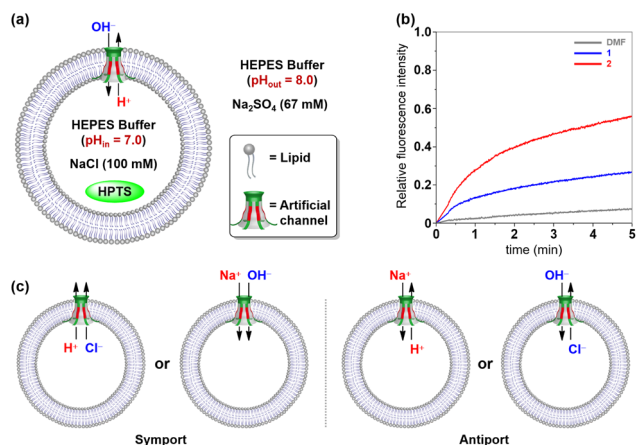 (a)
OH⁻
H⁺
HEPES Buffer
(pHin = 7.0)
NaCl (100 mM)
HPTS
HEPES Buffer
(pHout = 8.0)
Na₂SO₄ (67 mM)
= Lipid
= Artificial
channel
(b)
Relative fluorescence intensity
1.0
0.8
0.6
0.4
0.2
0
0 1 2 3 4 5
time (min)
DMF
1
2
(c)
H⁺ Cl⁻
or
Na⁺ OH⁻
Symport
Na⁺
H⁺
or
OH⁻
Cl⁻
Antiport